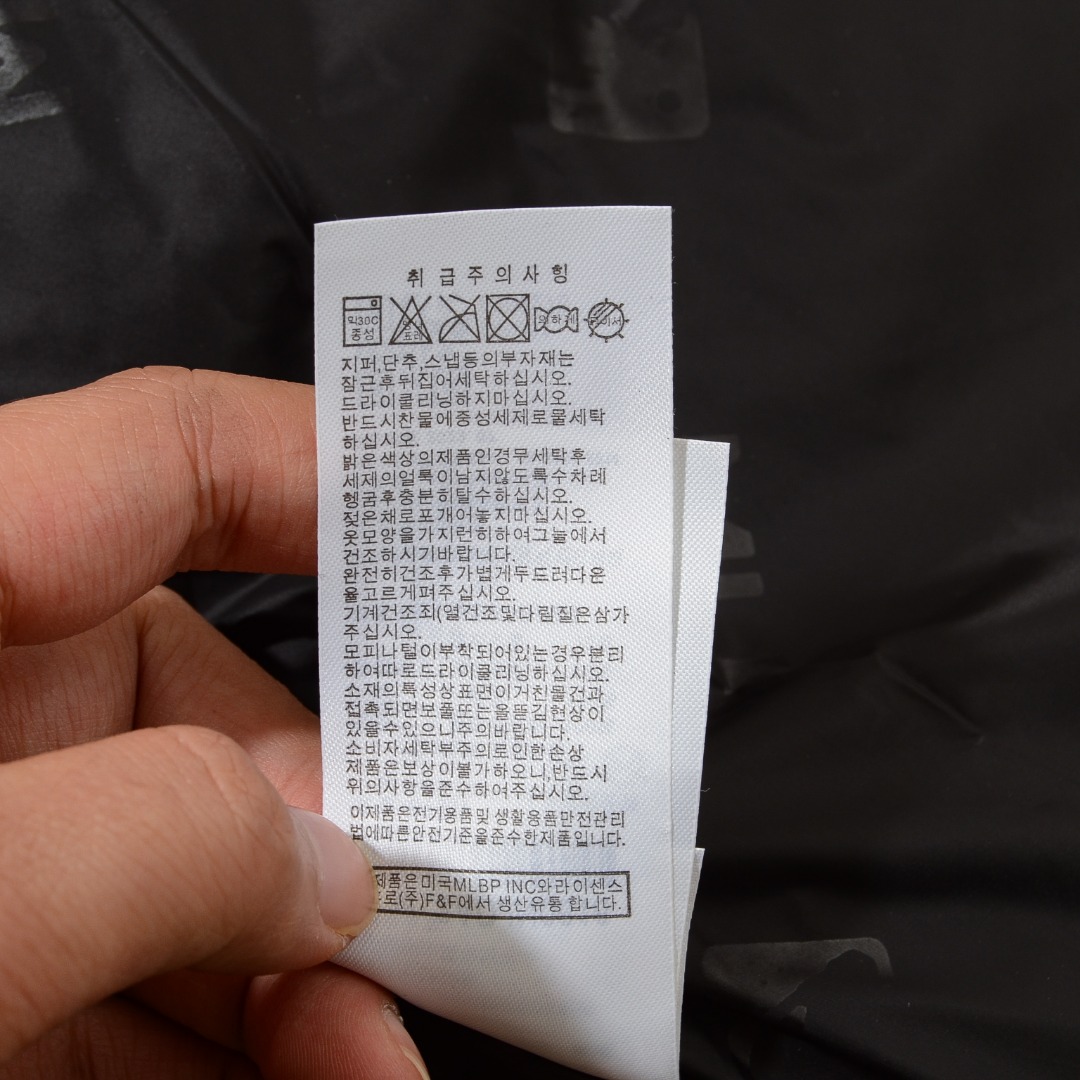 취급주의사힝
약30C
중성
지퍼,단추,스냅등의부자재는
잠근후뒤집어세탁하십시오.
드라이쿨리닝하지마십시오.
반드시찬물에중성세제로물세탁
하십시오.
밝은색상의제품인경무세탁후
세제의얼룩이남지않도록수차레
헹굼후충분히탈수하십시오.
젖은채로포개어놓지마십시오.
옷모양을가지런히하여그늘에서
건조하시기바랍니다.
완전히건조후가볍게두드려다운
율고르게펴주십시오.
기계건조죄(열건조및다림질은삼가
주십시오.
모피나털이부착되어있는경우분리
하여따로드라이쿨리닝하십시오.
소재의특성상표면이거친물건과
접촉되면보풀또는올뜯김현상이
있을수있으니주의바랍니다.
소비자세탁부주의로인한손상
제품은보상이불가하오니,반드시
위의사항을준수하여주십시오.
이제품은전기용품및생활용품만전관리
법에따른안전기준을준수한제품입니다.
제품은미국MLBP INC와라이센스
로(주)F&F에서 생산유통합니다.